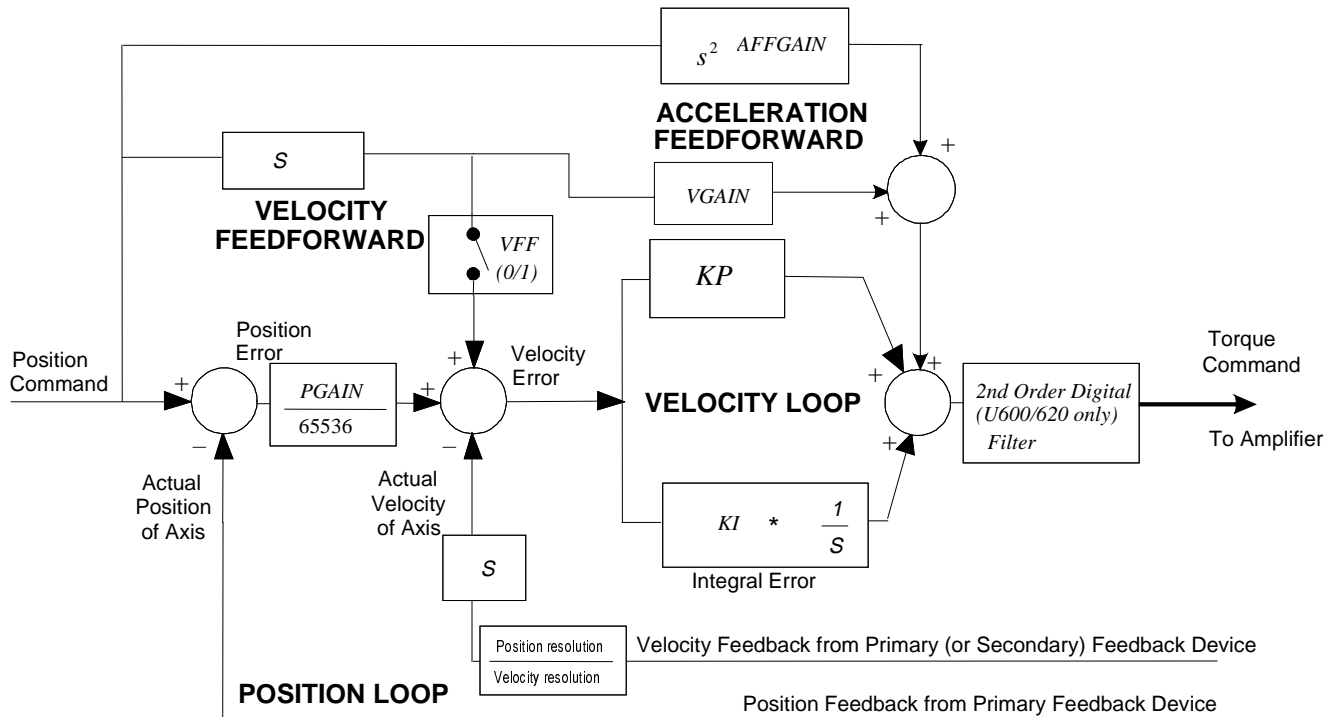 s² AFFGAIN
ACCELERATION
FEEDFORWARD
+
S
VGAIN
+
VELOCITY
FEEDFORWARD
VFF
(0/1)
KP
Position
Command
Position
Error
+
PGAIN
65536
+
+
Velocity
Error
VELOCITY LOOP
+
+
2nd Order Digital
(U600/620 only)
Filter
Torque
Command
To Amplifier
−
−
+
Actual
Position
of Axis
Actual
Velocity
of Axis
KI * 1
S
Integral Error
S
Position resolution
Velocity resolution
Velocity Feedback from Primary (or Secondary) Feedback Device
POSITION LOOP
Position Feedback from Primary Feedback Device